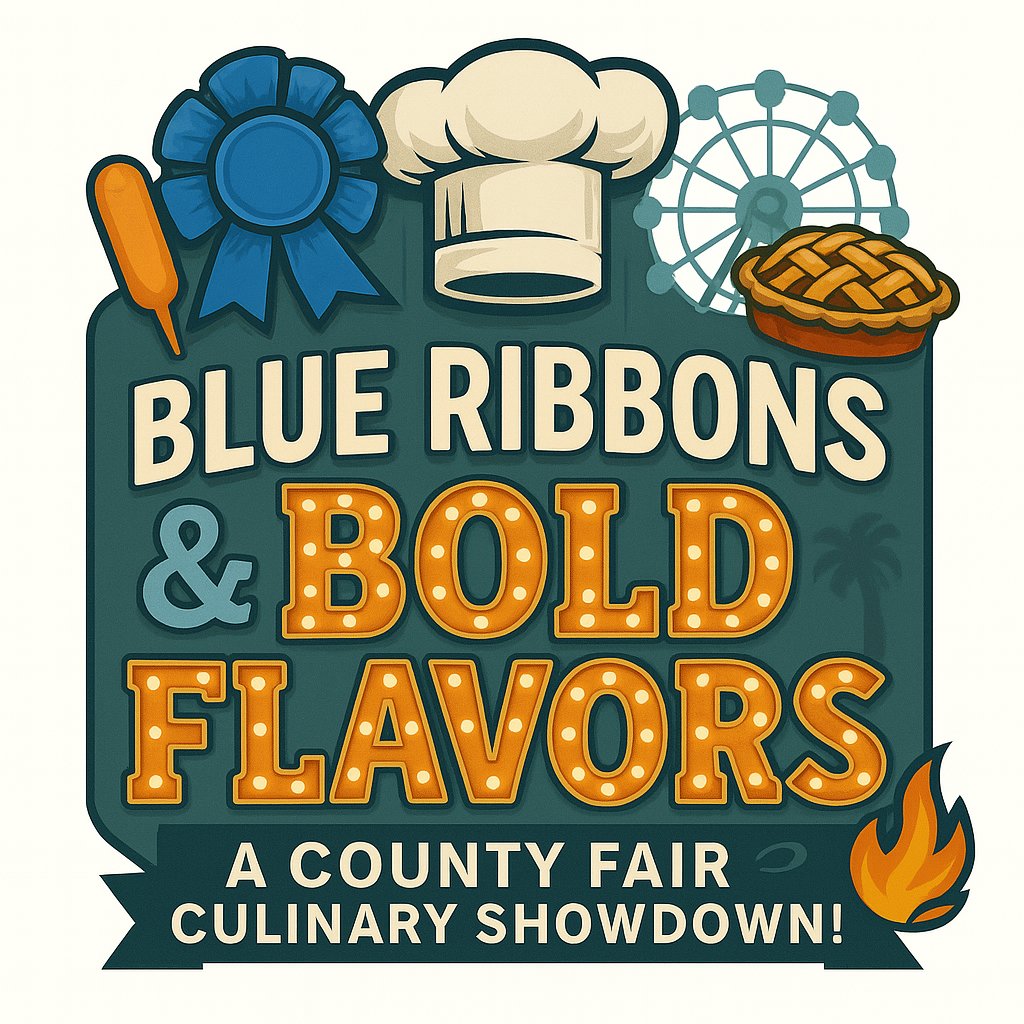 BLUE RIBBONS
& BOLD
FLAVORS
A COUNTY FAIR
CULINARY SHOWDOWN!